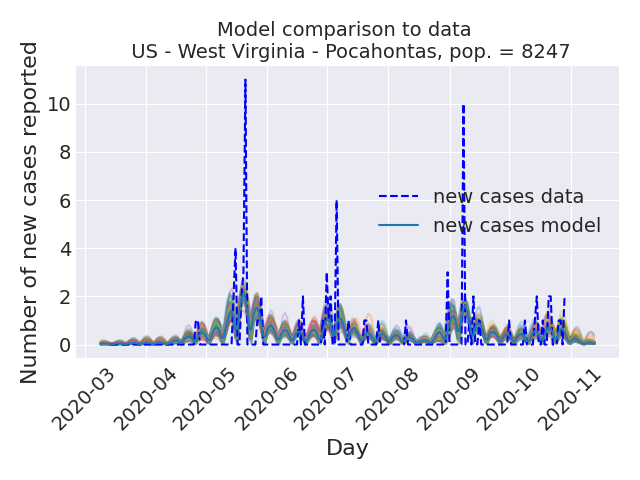 Model comparison to data
US - West Virginia - Pocahontas, pop. = 8247
Number of new cases reported
10
8
6
4
2
0
new cases data
new cases model
2020-03
2020-04
2020-05
2020-06
2020-07
2020-08
2020-09
2020-10
2020-11
Day